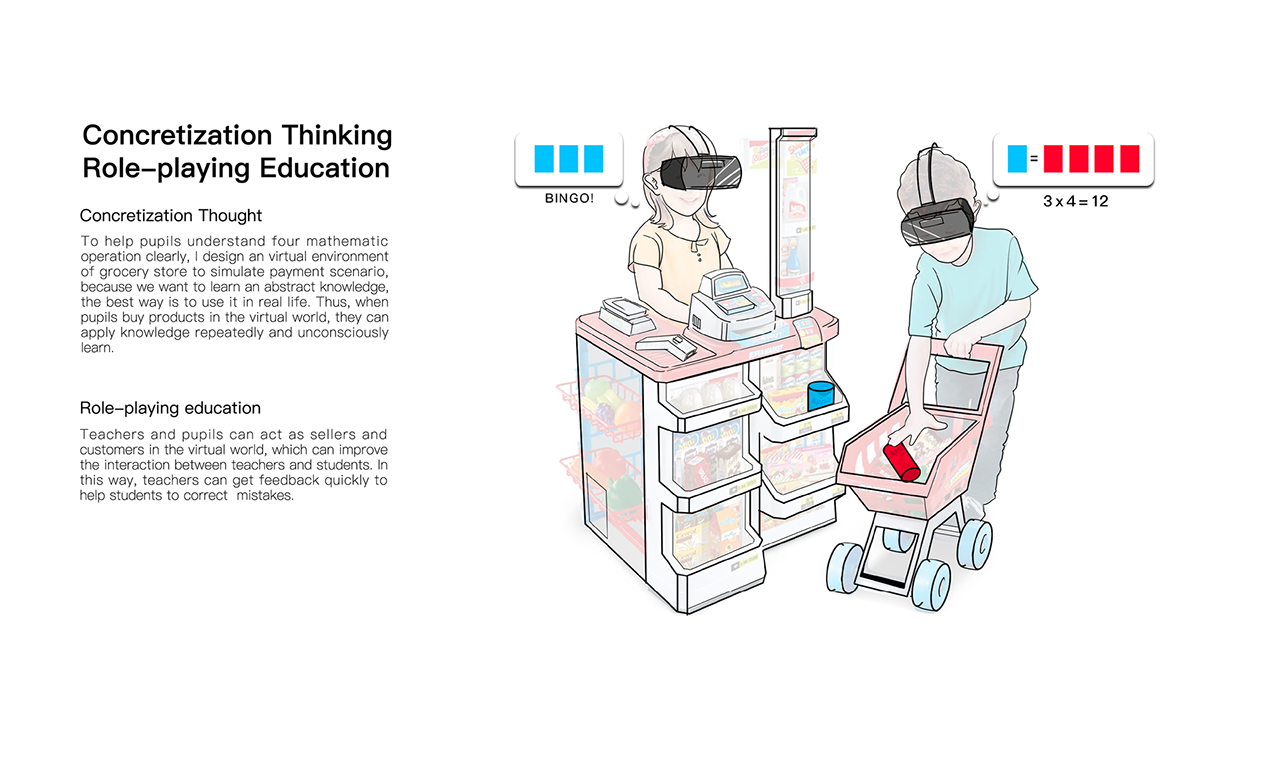 Concretization Thinking
Role-playing Education
Concretization Thought
To help pupils understand four mathematic
operation clearly, I design an virtual environment
of grocery store to simulate payment scenario,
because we want to learn an abstract knowledge,
the best way is to use it in real life. Thus, when
pupils buy products in the virtual world, they can
apply knowledge repeatedly and unconsciously
learn.
Role-playing education
Teachers and pupils can act as sellers and
customers in the virtual world, which can improve
the interaction between teachers and students. In
this way, teachers can get feedback quickly to
help students to correct mistakes.
BINGO!
=
3 x 4 = 12